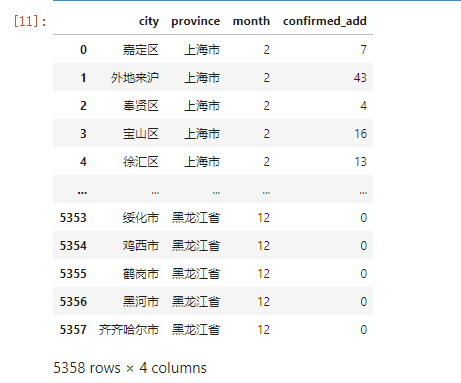 [11]:
city province month confirmed_add
0 嘉定区 上海市 2 7
1 外地来沪 上海市 2 43
2 奉贤区 上海市 2 4
3 宝山区 上海市 2 16
4 徐汇区 上海市 2 13
... ... ... ... ...
5353 绥化市 黑龙江省 12 0
5354 鸡西市 黑龙江省 12 0
5355 鹤岗市 黑龙江省 12 0
5356 黑河市 黑龙江省 12 0
5357 齐齐哈尔市 黑龙江省 12 0
5358 rows × 4 columns